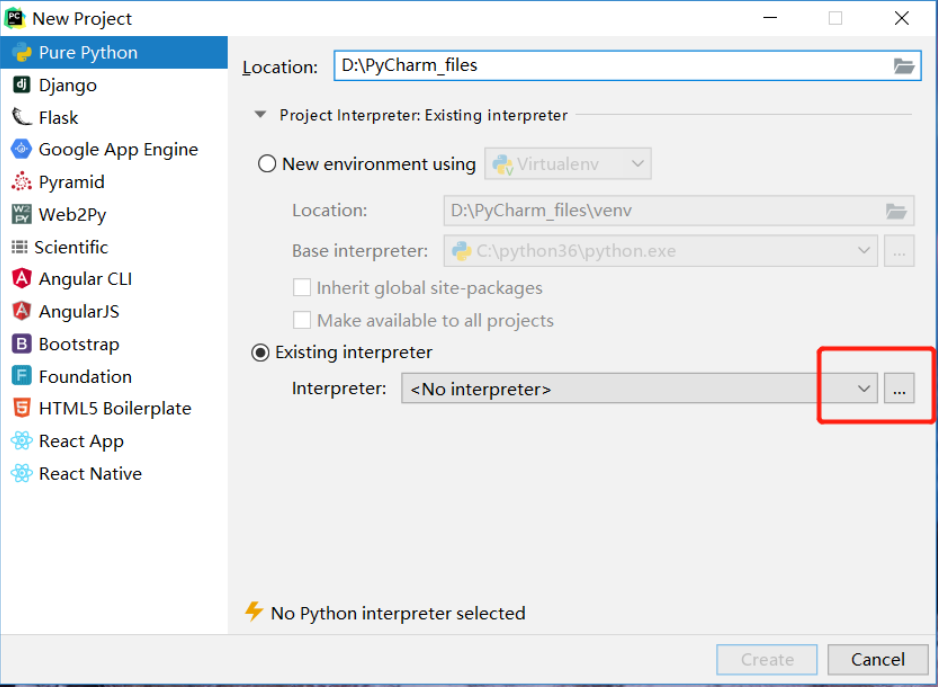 New Project
Pure Python
Django
Flask
Google App Engine
Pyramid
Web2Py
Scientific
Angular CLI
AngularJS
Bootstrap
Foundation
HTML5 Boilerplate
React App
React Native
Location: D:\PyCharm_files
Project Interpreter: Existing interpreter
New environment using Virtualenv
Location: D:\PyCharm_files\venv
Base interpreter: C:\python36\python.exe ...
Inherit global site-packages
Make available to all projects
Existing interpreter
Interpreter: <No interpreter> ...
No Python interpreter selected
Create Cancel